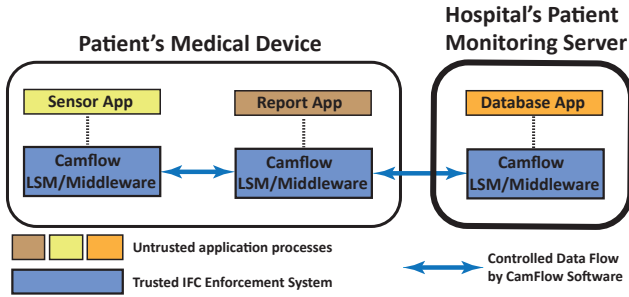 Hospital's Patient
Monitoring Server
Patient's Medical Device
Sensor App
Report App
Database App
Camflow
LSM/Middleware
Camflow
LSM/Middleware
Camflow
LSM/Middleware
Untrusted application processes
Trusted IFC Enforcement System
Controlled Data Flow
by CamFlow Software